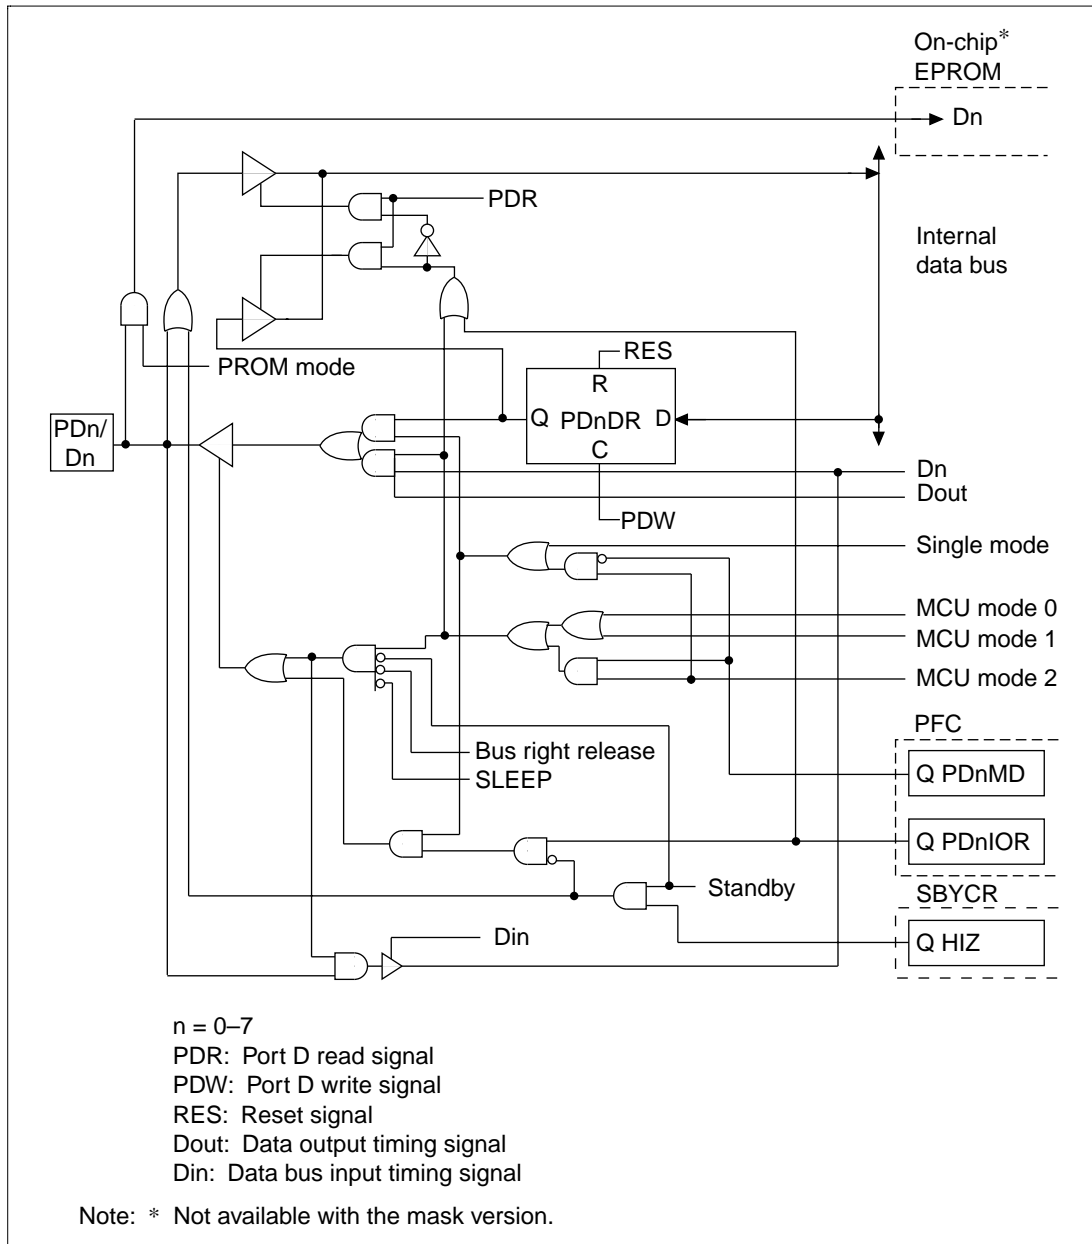 On-chip*
EPROM
Dn
PDR
Internal
data bus
PROM mode
RES
R
Q PDnDR D
C
PDn/
Dn
PDW
Dn
Dout
Single mode
MCU mode 0
MCU mode 1
MCU mode 2
PFC
Bus right release
SLEEP
Q PDnMD
Q PDnIOR
Standby
SBYCR
Din
Q HIZ
n = 0–7
PDR: Port D read signal
PDW: Port D write signal
RES: Reset signal
Dout: Data output timing signal
Din: Data bus input timing signal
Note: * Not available with the mask version.